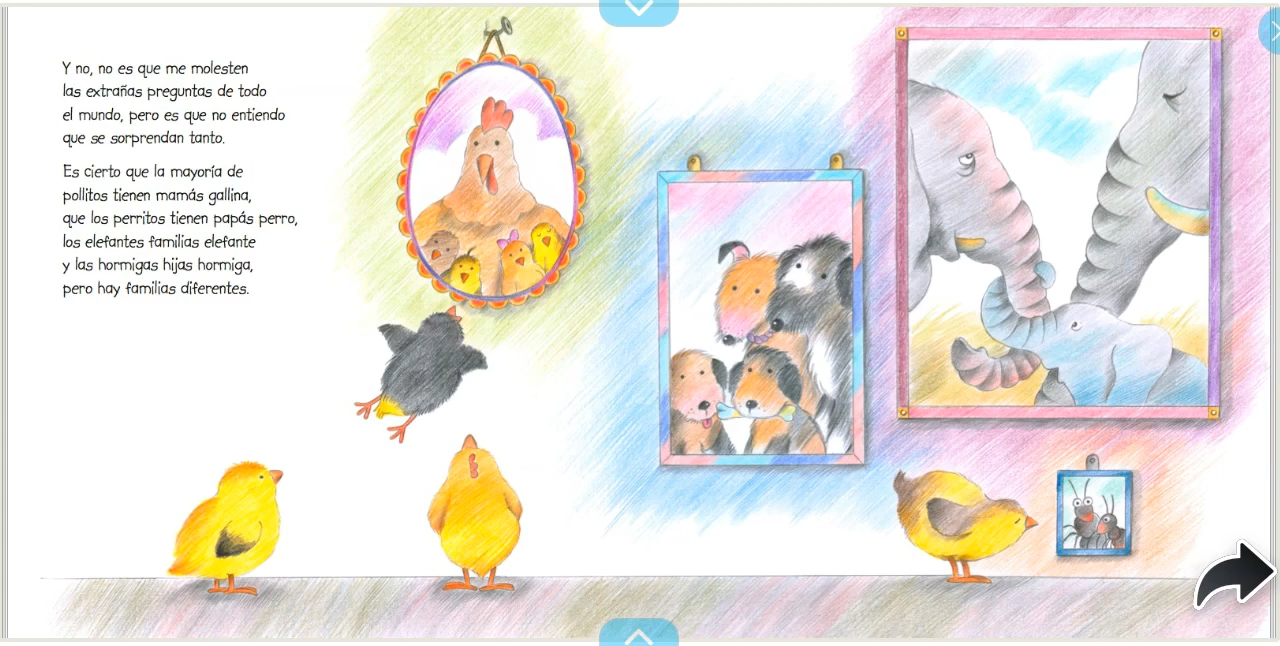 Y no, no es que me molesten
las extrañas preguntas de todo
el mundo, pero es que no entiendo
que se sorprendan tanto.
Es cierto que la mayoría de
pollitos tienen mamás gallina,
que los perritos tienen papás perro,
los elefantes familias elefante
y las hormigas hijas hormiga,
pero hay familias diferentes.